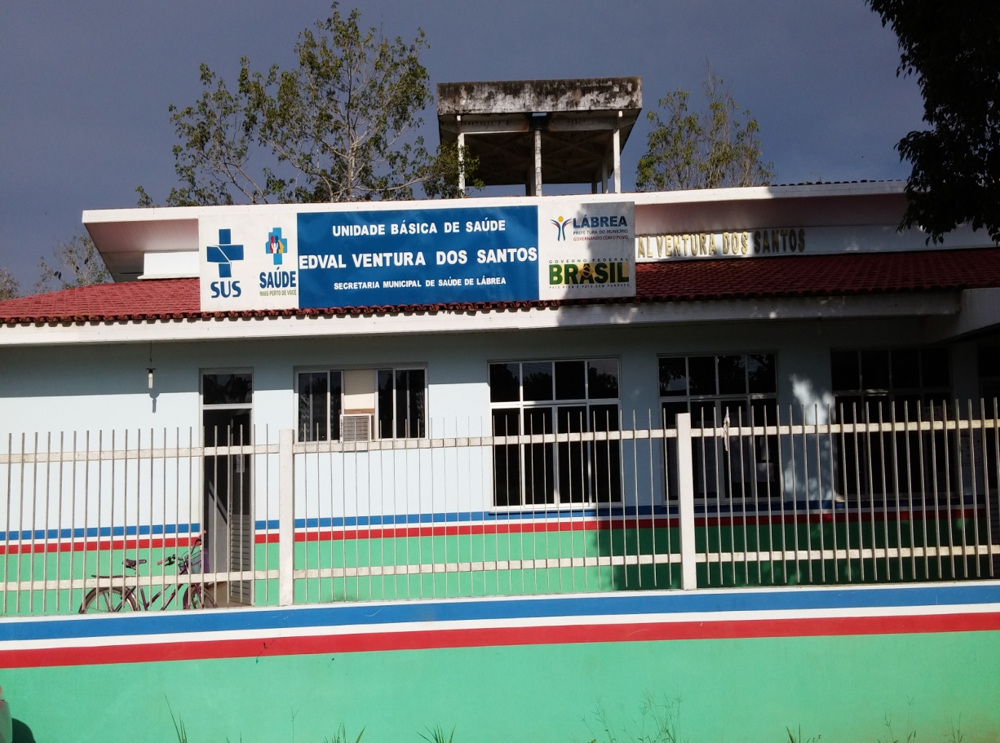 UNIDADE BÁSICA DE SAÚDE
EDVAL VENTURA DOS SANTOS
SECRETARIA MUNICIPAL DE SAÚDE DE LÁBREA
SUS
SAÚDE
MAIS PERTO DE VOCÊ
LÁBREA
PREFEITURA DO MUNICÍPIO
GOVERNANDO COM O POVO
GOVERNO FEDERAL
BRASIL
PAÍS RICO É PAÍS SEM POBREZA
AL VENTURA DOS SANTOS